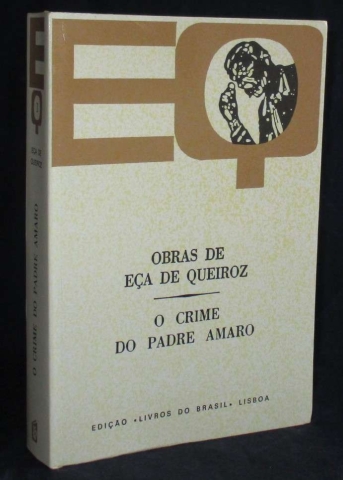 EQ
OBRAS DE
EÇA DE QUEIROZ
O CRIME
DO PADRE AMARO
EDIÇÃO «LIVROS DO BRASIL» LISBOA
EQ
EÇA DE
QUEIROZ
O CRIME DO PADRE AMARO